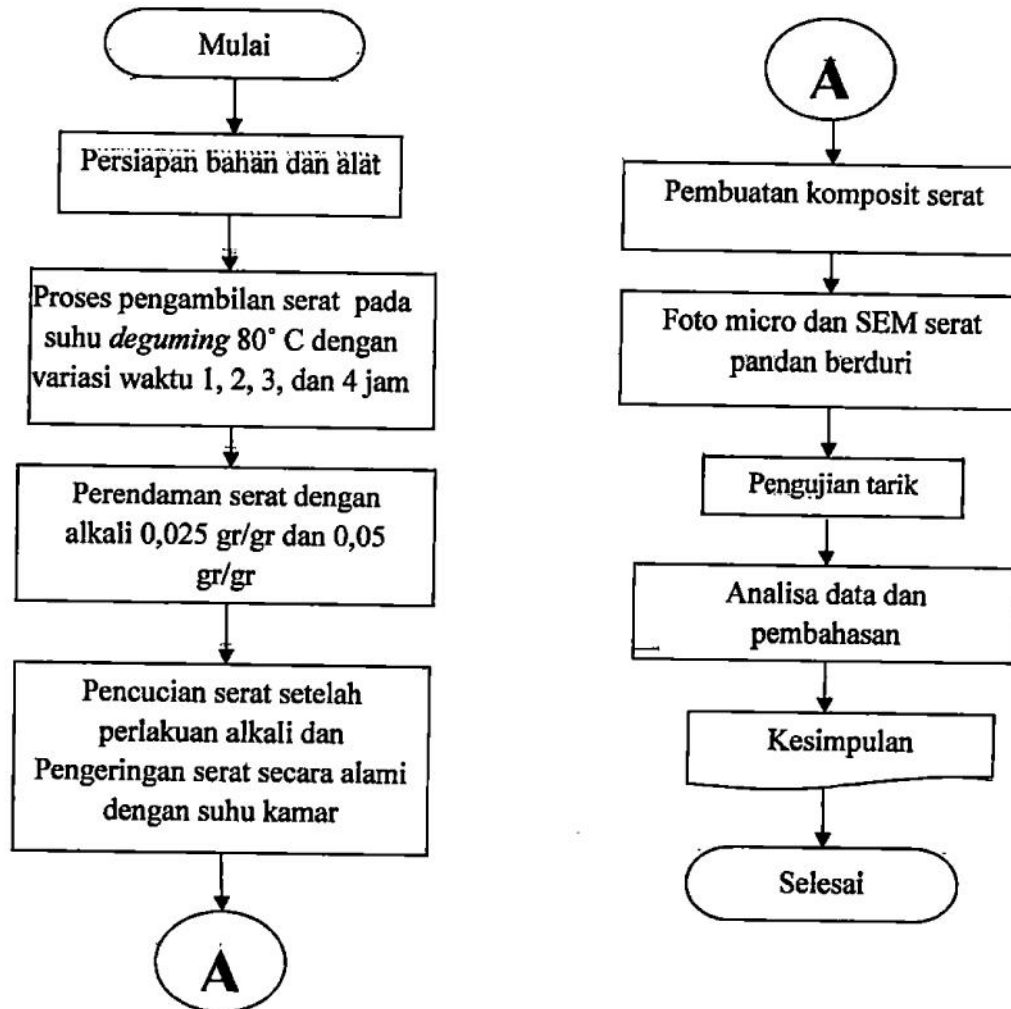 Mulai
Persiapan bahan dan alat
Proses pengambilan serat pada
suhu deguming 80° C dengan
variasi waktu 1, 2, 3, dan 4 jam
Perendaman serat dengan
alkali 0,025 gr/gr dan 0,05
gr/gr
Pencucian serat setelah
perlakuan alkali dan
Pengeringan serat secara alami
dengan suhu kamar
A
A
Pembuatan komposit serat
Foto micro dan SEM serat
pandan berduri
Pengujian tarik
Analisa data dan
pembahasan
Kesimpulan
Selesai